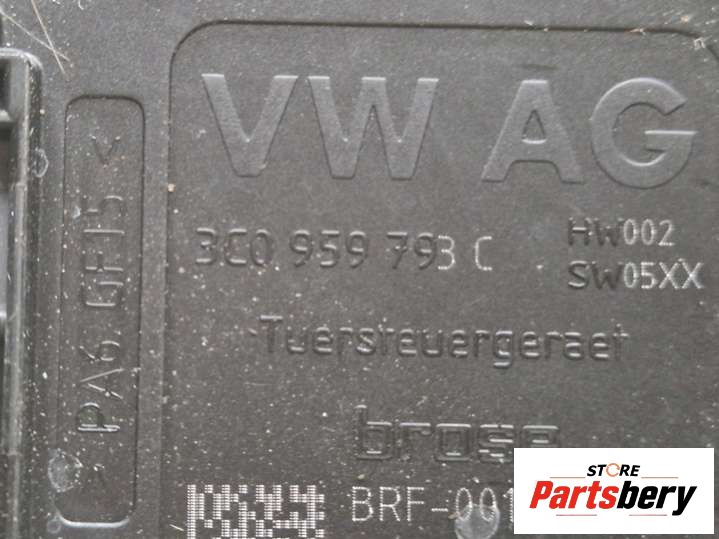 VW AG
3C0 959 793 C
HW002
SW05XX
Tuersteuergeraet
brose
BRF-001
> PA6 GF15 <
STORE
Partsbery